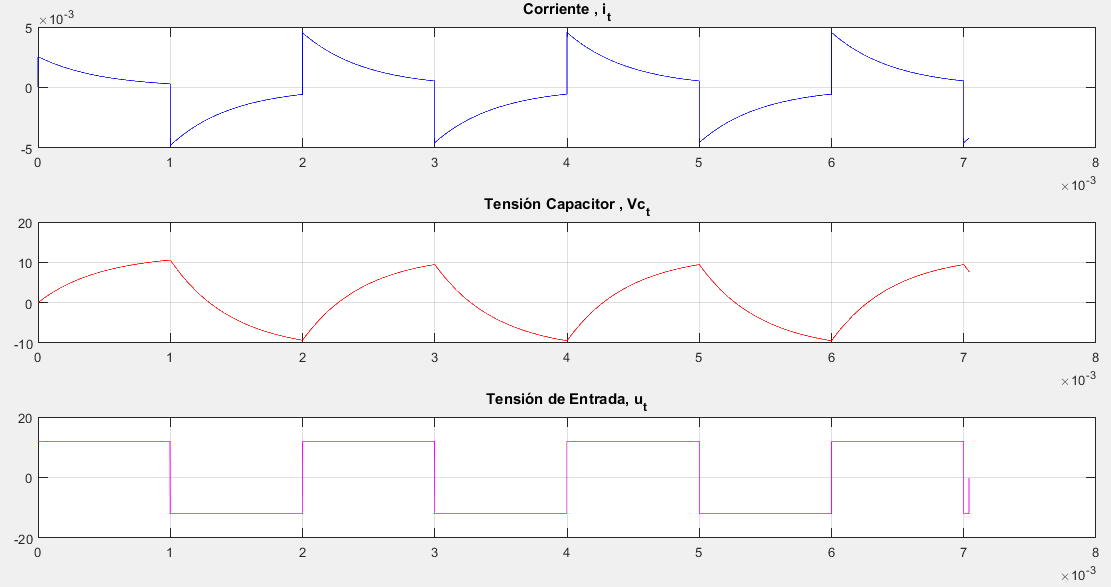 Corriente , i_t
×10^-3
5
0
-5
0 1 2 3 4 5 6 7 8
×10^-3
Tensión Capacitor , Vc_t
20
10
0
-10
0 1 2 3 4 5 6 7 8
×10^-3
Tensión de Entrada, u_t
20
0
-20
0 1 2 3 4 5 6 7 8
×10^-3